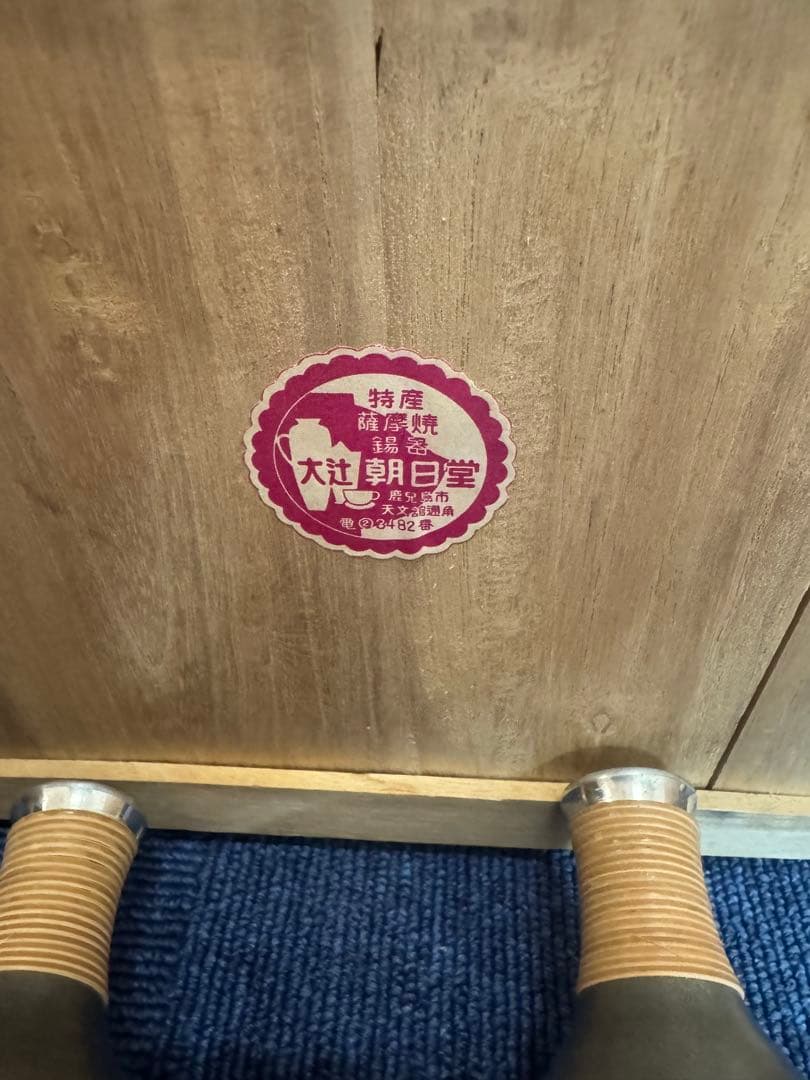 特産
薩摩焼
錫器
大辻朝日堂
鹿児島市
天文館通角
電②3482番